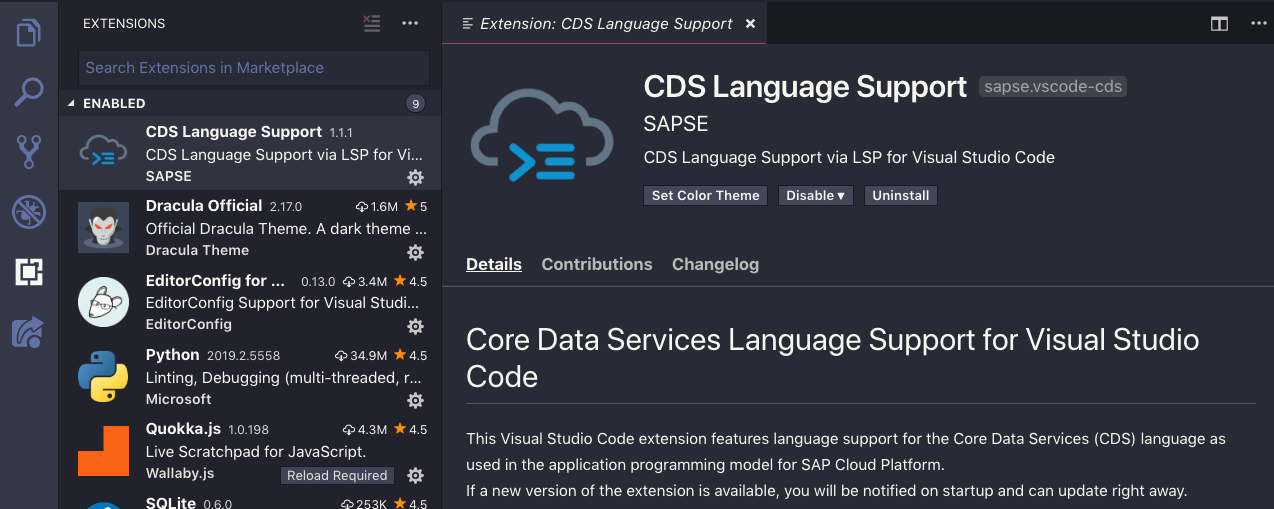 EXTENSIONS
Search Extensions in Marketplace
ENABLED 9
CDS Language Support 1.1.1
CDS Language Support via LSP for Vi...
SAPSE
Dracula Official 2.17.0 1.6M 5
Official Dracula Theme. A dark theme ...
Dracula Theme
EditorConfig for ... 0.13.0 3.4M 4.5
EditorConfig Support for Visual Studi...
EditorConfig
Python 2019.2.5558 34.9M 4.5
Linting, Debugging (multi-threaded, r...
Microsoft
Quokka.js 1.0.198 4.3M 4.5
Live Scratchpad for JavaScript.
Wallaby.js Reload Required
SQLite 0.6.0 253K 4.5
Extension: CDS Language Support
CDS Language Support sapse.vscode-cds
SAPSE
CDS Language Support via LSP for Visual Studio Code
Set Color Theme Disable Uninstall
Details Contributions Changelog
Core Data Services Language Support for Visual Studio
Code
This Visual Studio Code extension features language support for the Core Data Services (CDS) language as
used in the application programming model for SAP Cloud Platform.
If a new version of the extension is available, you will be notified on startup and can update right away.